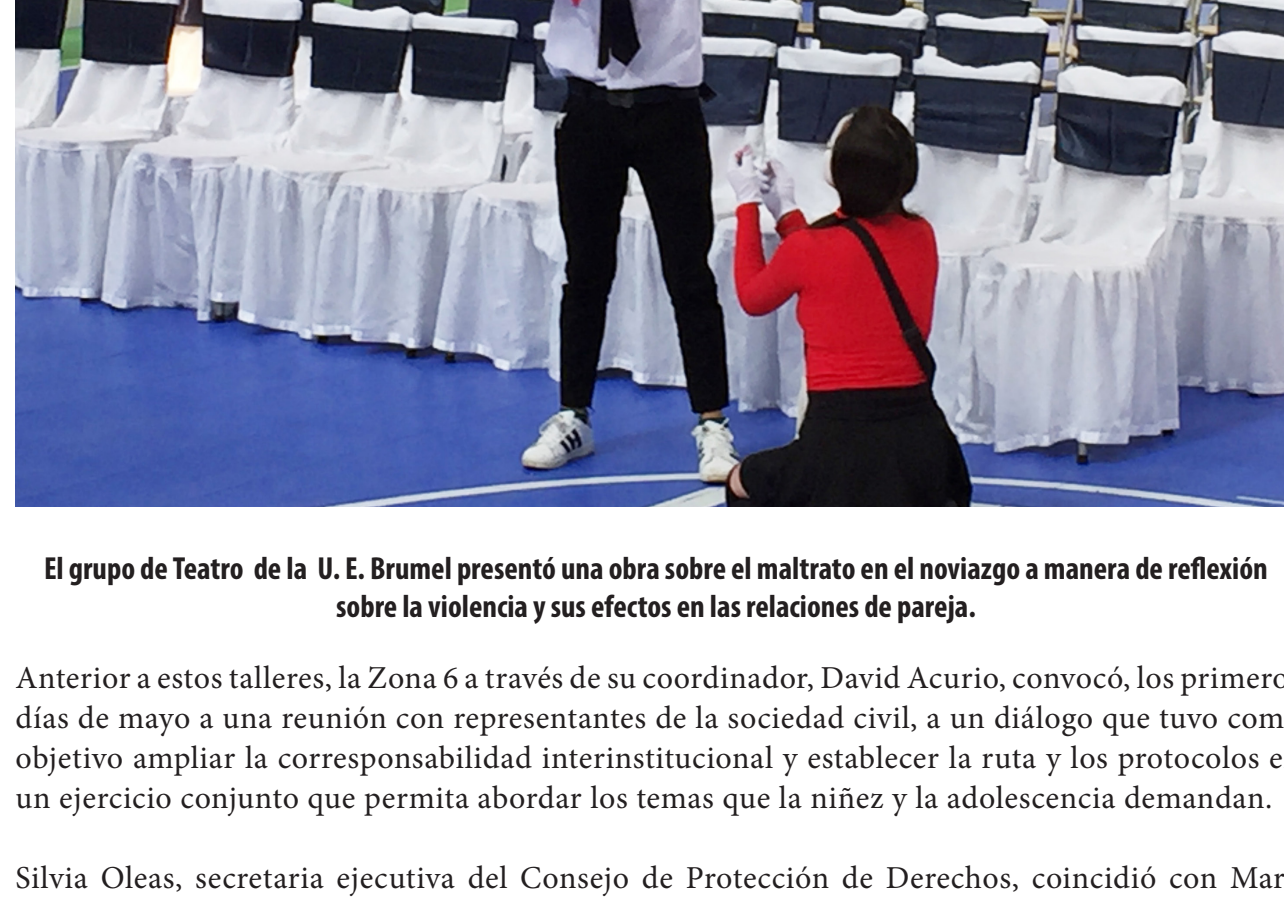 El grupo de Teatro de la U. E. Brumel presentó una obra sobre el maltrato en el noviazgo a manera de reflexión
sobre la violencia y sus efectos en las relaciones de pareja.
Anterior a estos talleres, la Zona 6 a través de su coordinador, David Acurio, convocó, los primero
días de mayo a una reunión con representantes de la sociedad civil, a un diálogo que tuvo com
objetivo ampliar la corresponsabilidad interinstitucional y establecer la ruta y los protocolos e
un ejercicio conjunto que permita abordar los temas que la niñez y la adolescencia demandan.
Silvia Oleas, secretaria ejecutiva del Consejo de Protección de Derechos, coincidió con Mar